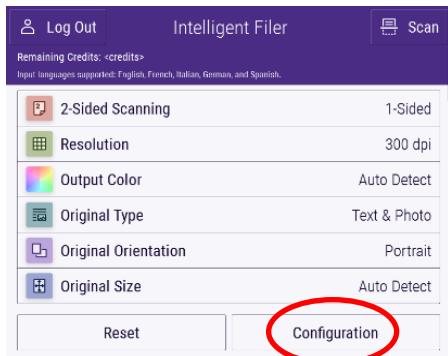 Log Out Intelligent Filer Scan
Remaining Credits: <credits>
Input languages supported: English, French, Italian, German, and Spanish.
2-Sided Scanning 1-Sided
Resolution 300 dpi
Output Color Auto Detect
Original Type Text & Photo
Original Orientation Portrait
Original Size Auto Detect
Reset Configuration